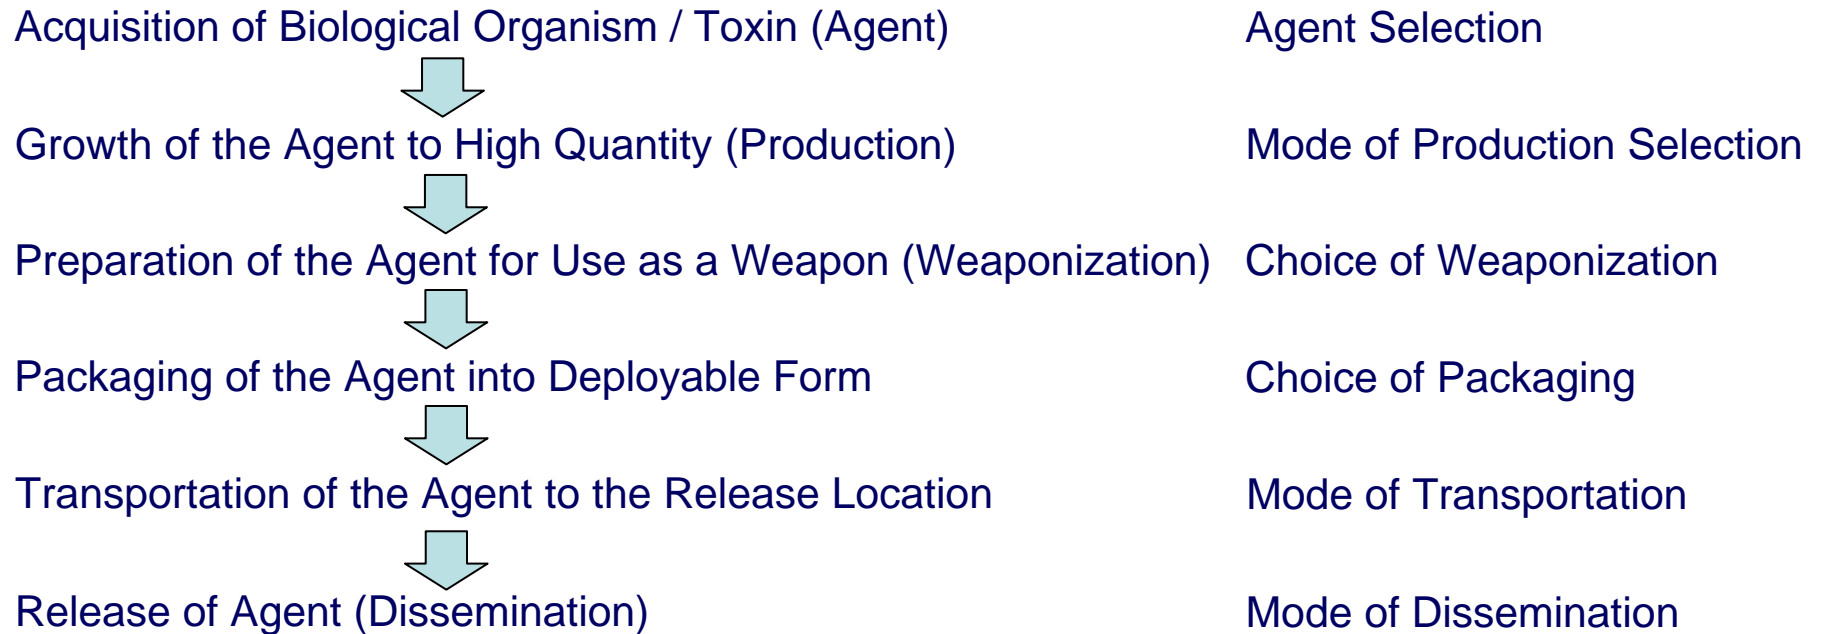 Acquisition of Biological Organism / Toxin (Agent) Agent Selection
Growth of the Agent to High Quantity (Production) Mode of Production Selection
Preparation of the Agent for Use as a Weapon (Weaponization) Choice of Weaponization
Packaging of the Agent into Deployable Form Choice of Packaging
Transportation of the Agent to the Release Location Mode of Transportation
Release of Agent (Dissemination) Mode of Dissemination